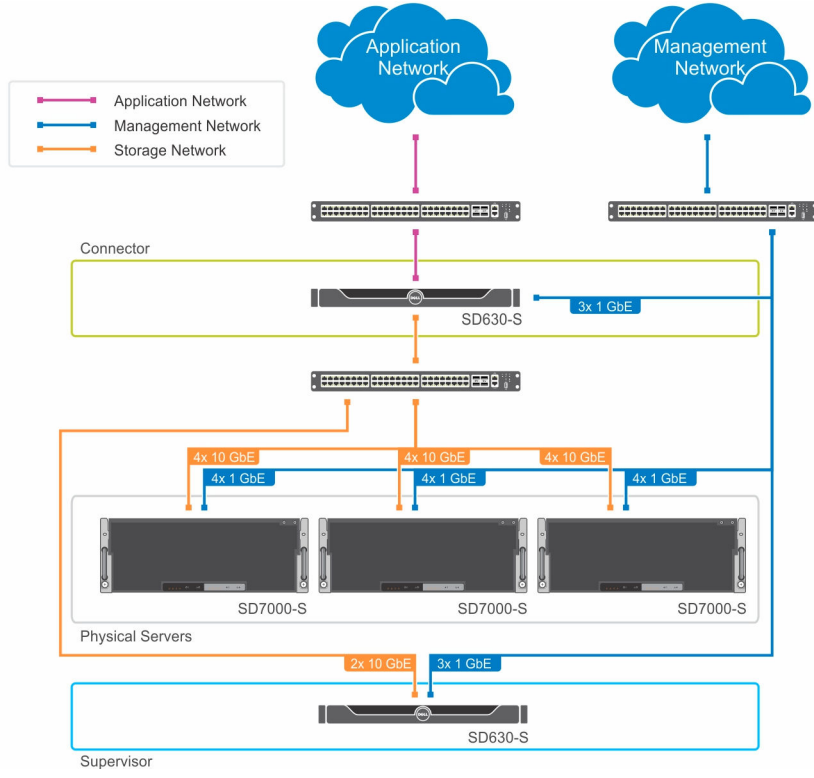 Application
Network
Management
Network
Application Network
Management Network
Storage Network
Connector
3x 1 GbE
SD630-S
4x 10 GbE
4x 10 GbE
4x 10 GbE
4x 1 GbE
4x 1 GbE
4x 1 GbE
SD7000-S
SD7000-S
SD7000-S
Physical Servers
2x 10 GbE
3x 1 GbE
SD630-S
Supervisor